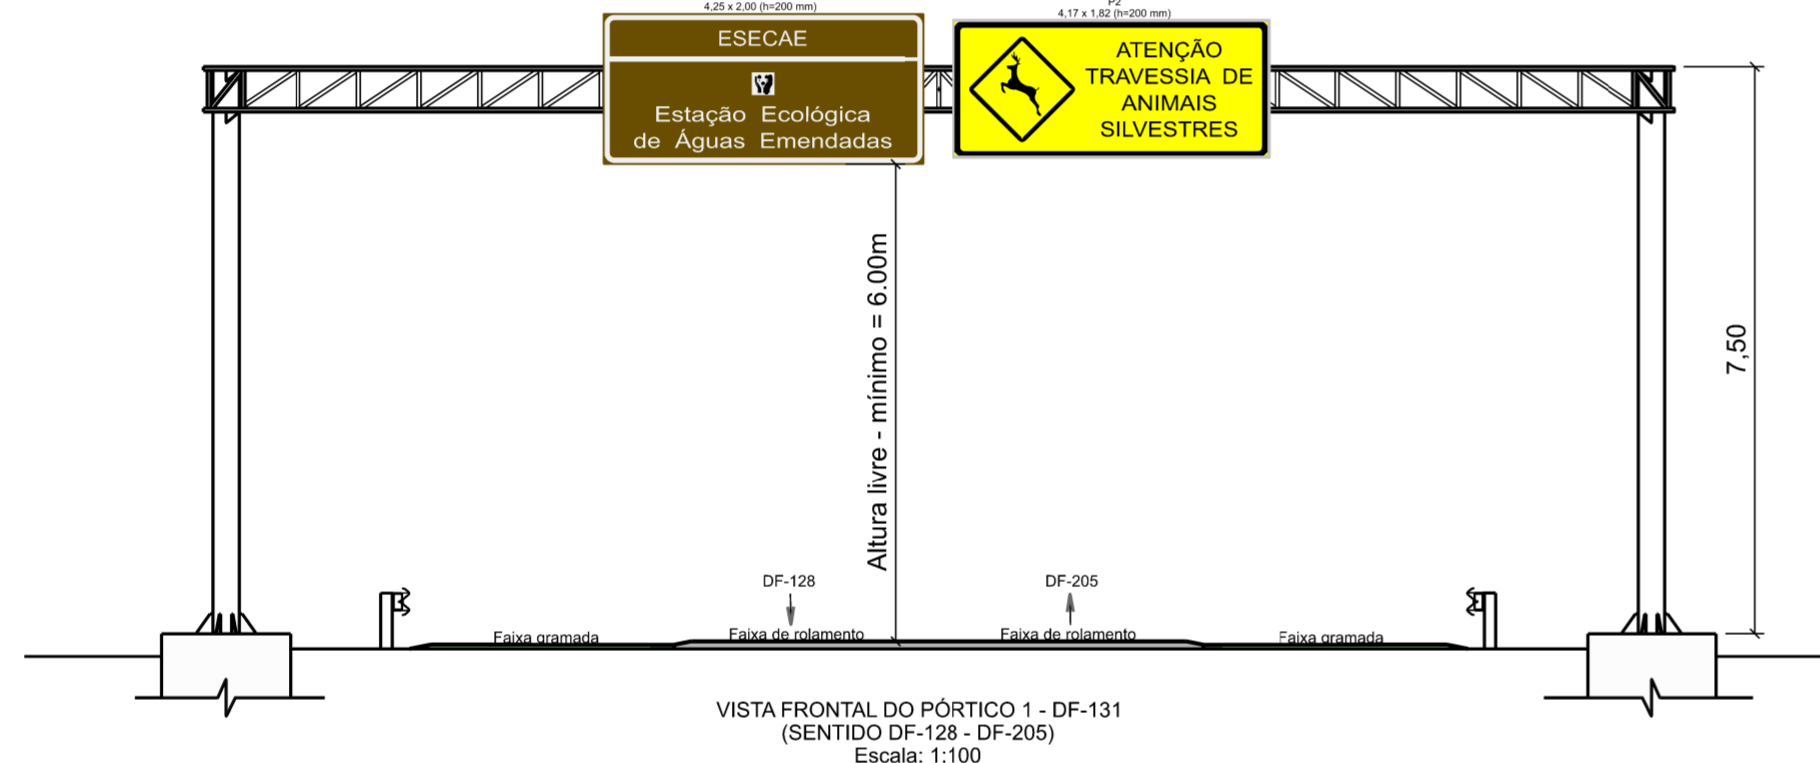 4,25 x 2,00 (h=200 mm)
P2
4,17 x 1,82 (h=200 mm)
ESECAE
Estação Ecológica
de Águas Emendadas
ATENÇÃO
TRAVESSIA DE
ANIMAIS
SILVESTRES
Altura livre - mínimo = 6.00m
7,50
DF-128
DF-205
Faixa gramada
Faixa de rolamento
Faixa de rolamento
Faixa gramada
VISTA FRONTAL DO PÓRTICO 1 - DF-131
(SENTIDO DF-128 - DF-205)
Escala: 1:100